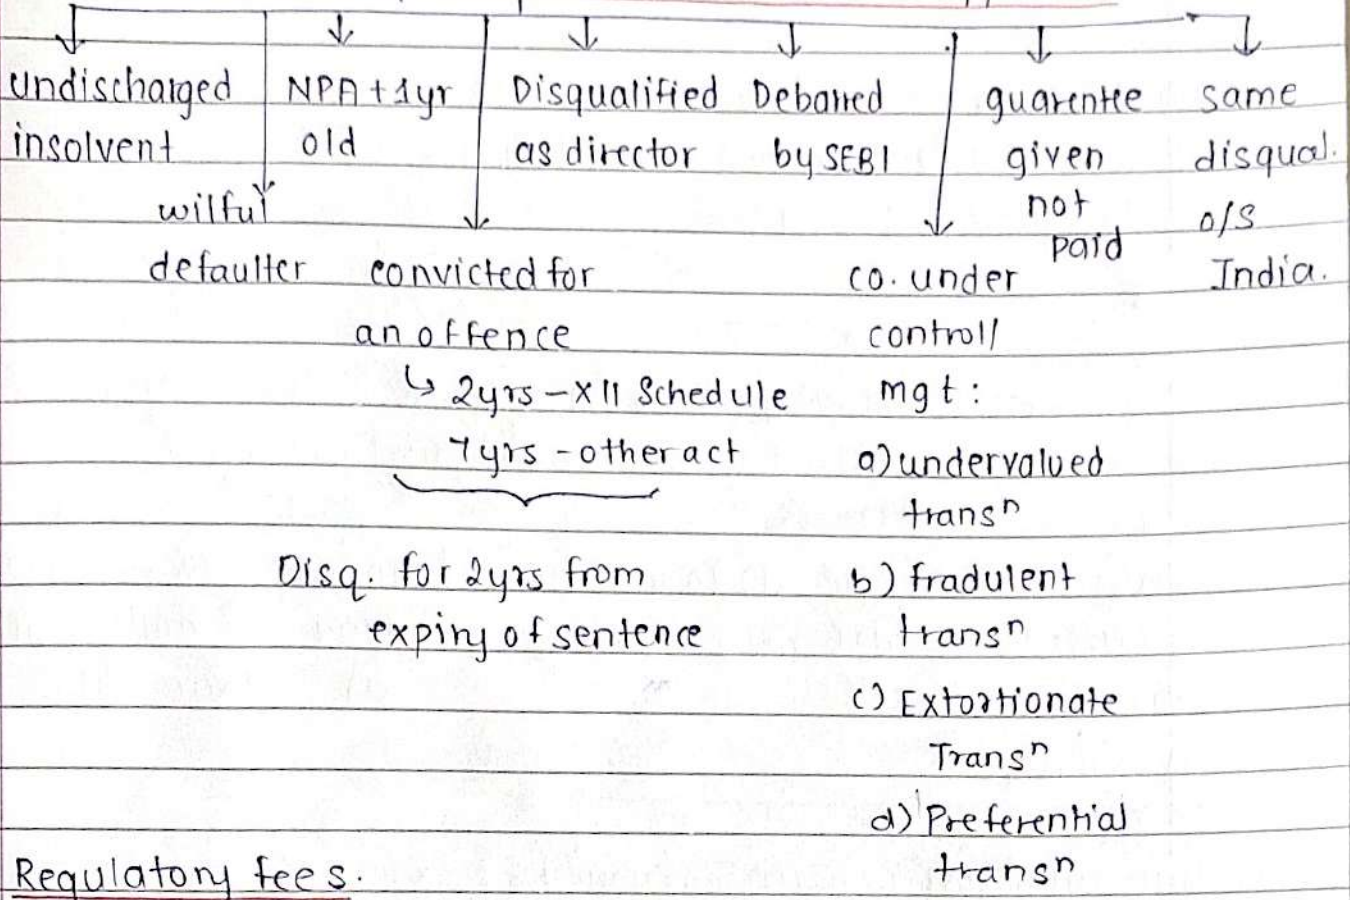 undischarged
insolvent
wilful
defaulter
NPA + 1yr
old
convicted for
an offence
↳ 2yrs - XII Schedule
7yrs - other act
Disq. for 2yrs from
expiry of sentence
Disqualified
as director
Debarred
by SEBI
co. under
controll
mgt:
a) undervalued
transⁿ
b) fradulent
transⁿ
c) Extortionate
Transⁿ
d) Preferential
transⁿ
guarentee
given
not
paid
same
disqual.
o/s
India.
Regulatory fees.